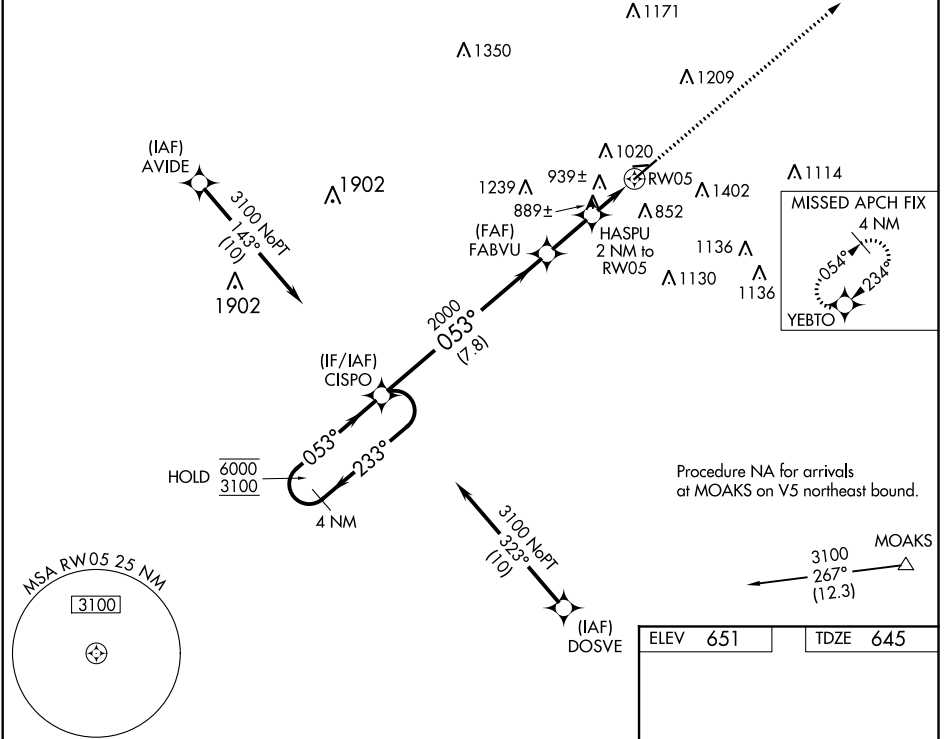 1171
1350
1209
(IAF)
AVIDE
3100 NoPT
143°
(10)
1902
1902
1020
939±
1239
889±
RW05
1402
1114
852
HASPU
2 NM to
RW05
(FAF)
FABVU
1136
1136
1130
MISSED APCH FIX
4 NM
054°
234°
YEBTO
2000
053°
(7.8)
(IF/IAF)
CISPO
053°
233°
HOLD
6000
3100
4 NM
Procedure NA for arrivals
at MOAKS on V5 northeast bound.
MOAKS
3100
267°
(12.3)
3100 NoPT
323°
(10)
(IAF)
DOSVE
MSA RW05 25 NM
3100
ELEV 651
TDZE 645